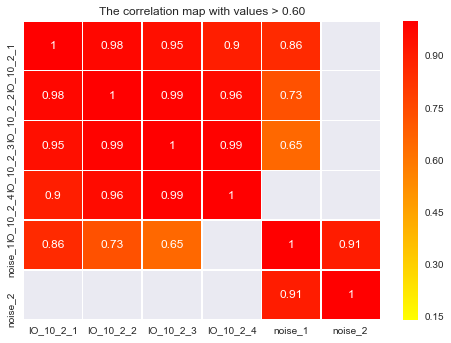 The correlation map with values > 0.60
IO_10_2_1
IO_10_2_2
IO_10_2_3
IO_10_2_4
noise_1
noise_2
1 0.98 0.95 0.9 0.86
0.98 1 0.99 0.96 0.73
0.95 0.99 1 0.99 0.65
0.9 0.96 0.99 1
0.86 0.73 0.65 1 0.91
0.91 1
IO_10_2_1 IO_10_2_2 IO_10_2_3 IO_10_2_4 noise_1 noise_2
0.90
0.75
0.60
0.45
0.30
0.15